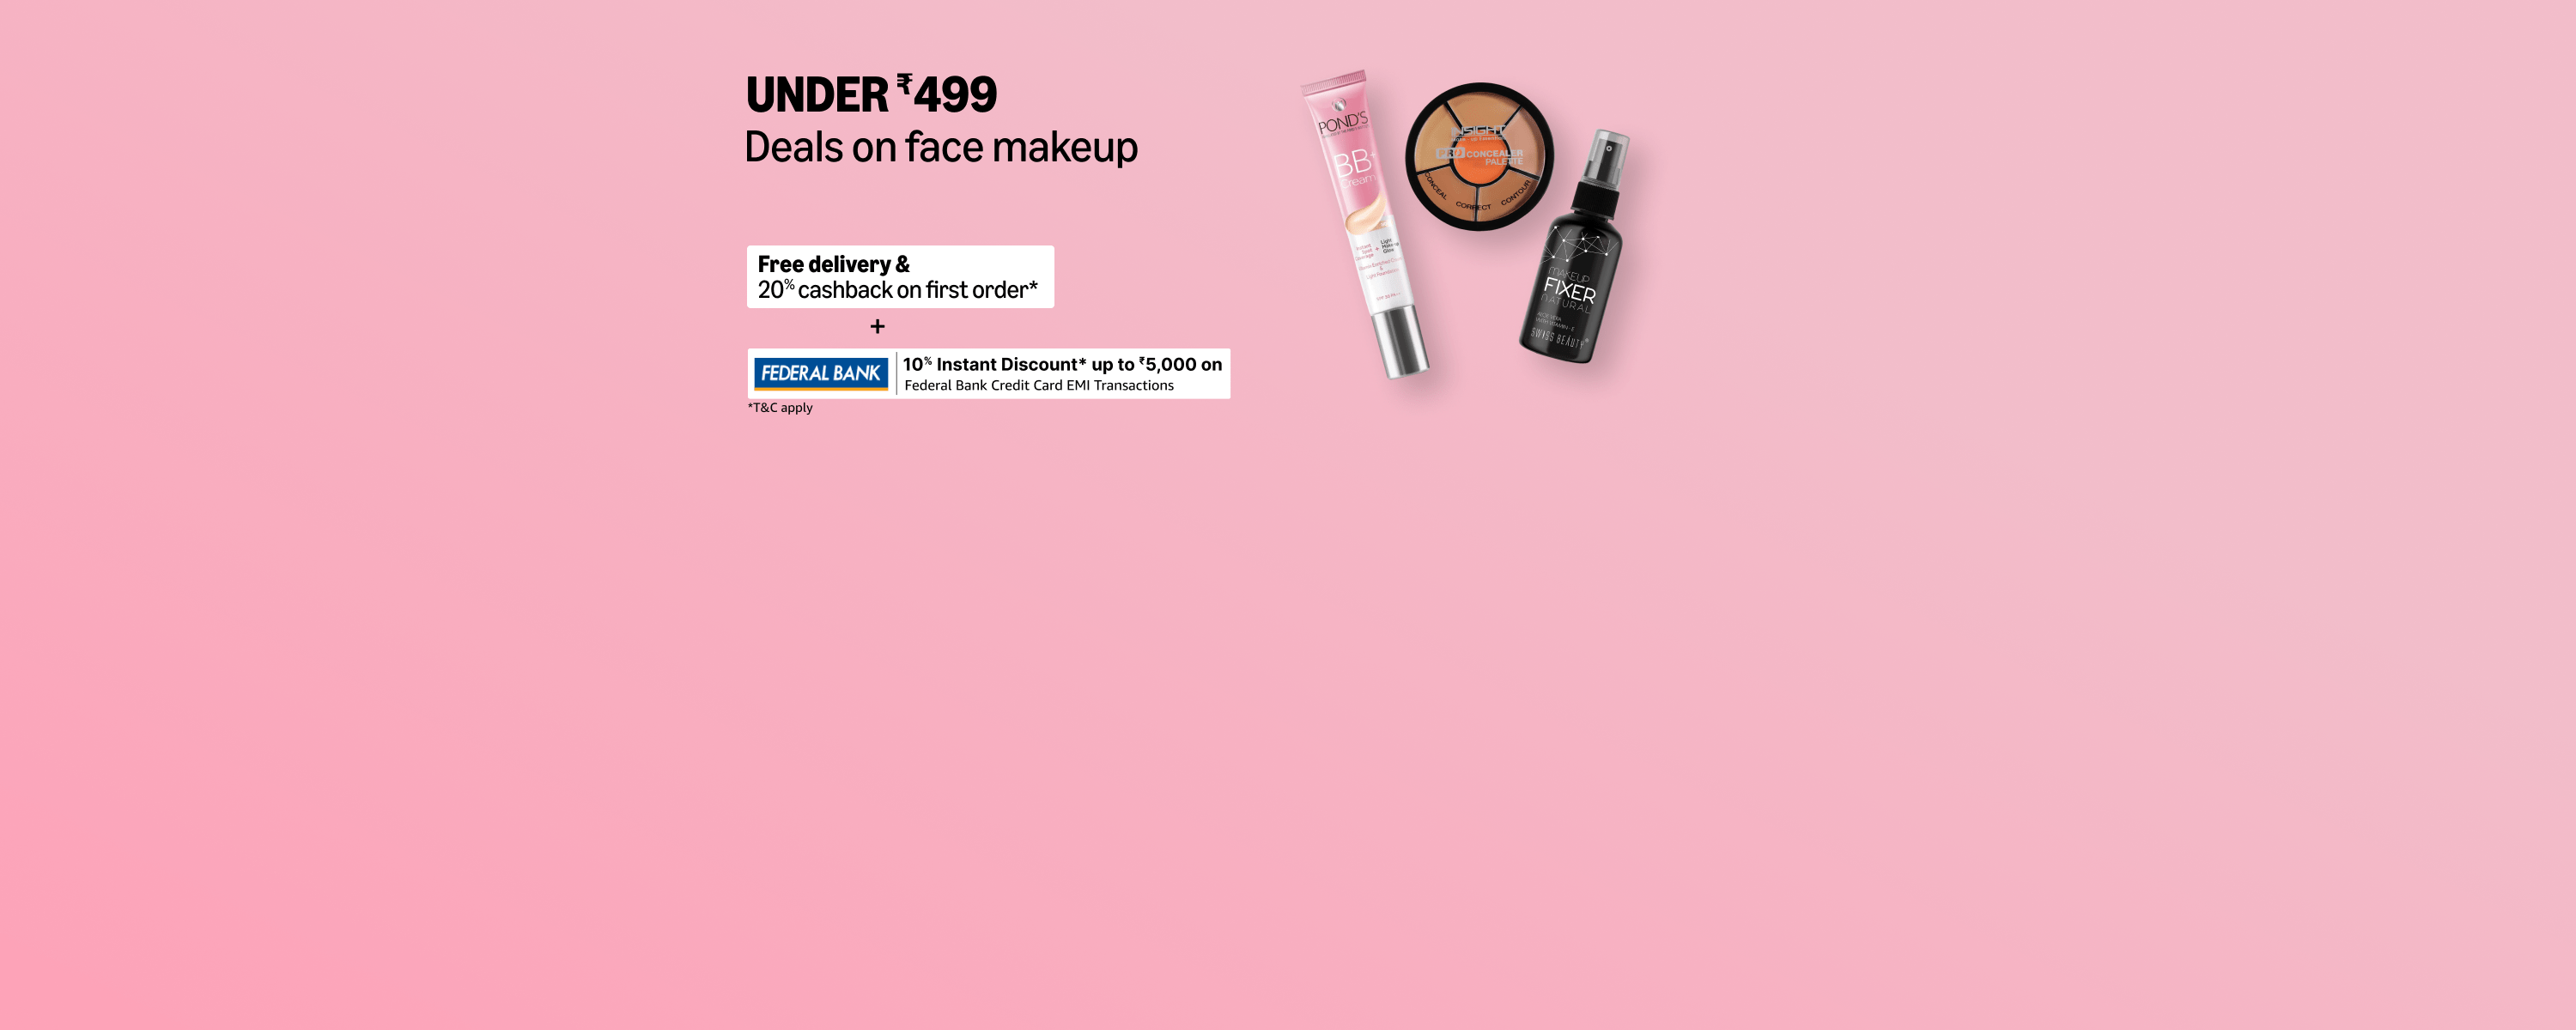 UNDER ₹499
Deals on face makeup
Free delivery &
20% cashback on first order*
+
FEDERAL BANK
10% Instant Discount* up to ₹5,000 on
Federal Bank Credit Card EMI Transactions
*T&C apply
POND'S
BB+
Cream
INSIGHT
PRO CONCEALER
PALETTE
CONCEAL CORRECT CONTOUR
MAKEUP
FIXER
NATURAL
SWISS BEAUTY